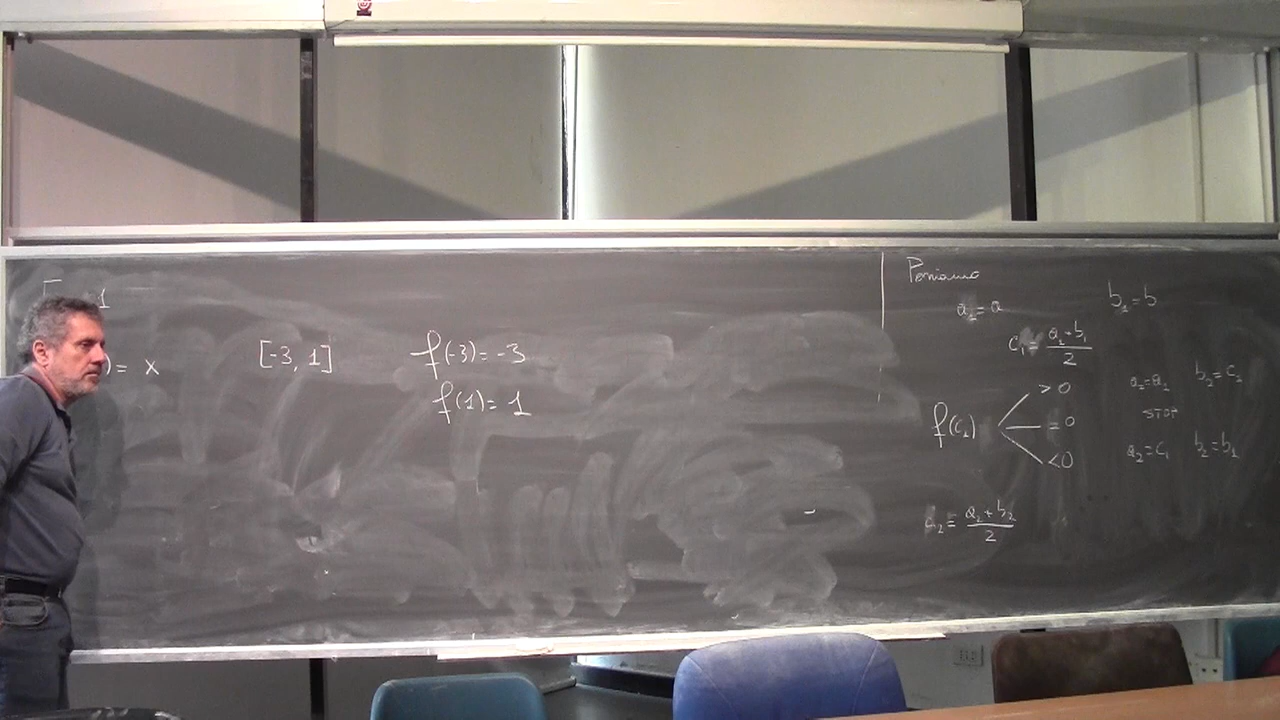 1
)= x [-3, 1] f(-3)=-3
f(1)= 1
Poniamo
a₁=a b₁=b
c₁= a₁+b₁ / 2
f(c₁) >0 a₂=a₁ b₂=c₁
=0 STOP
<0 a₂=c₁ b₂=b₁
c₂= a₂+b₂ / 2